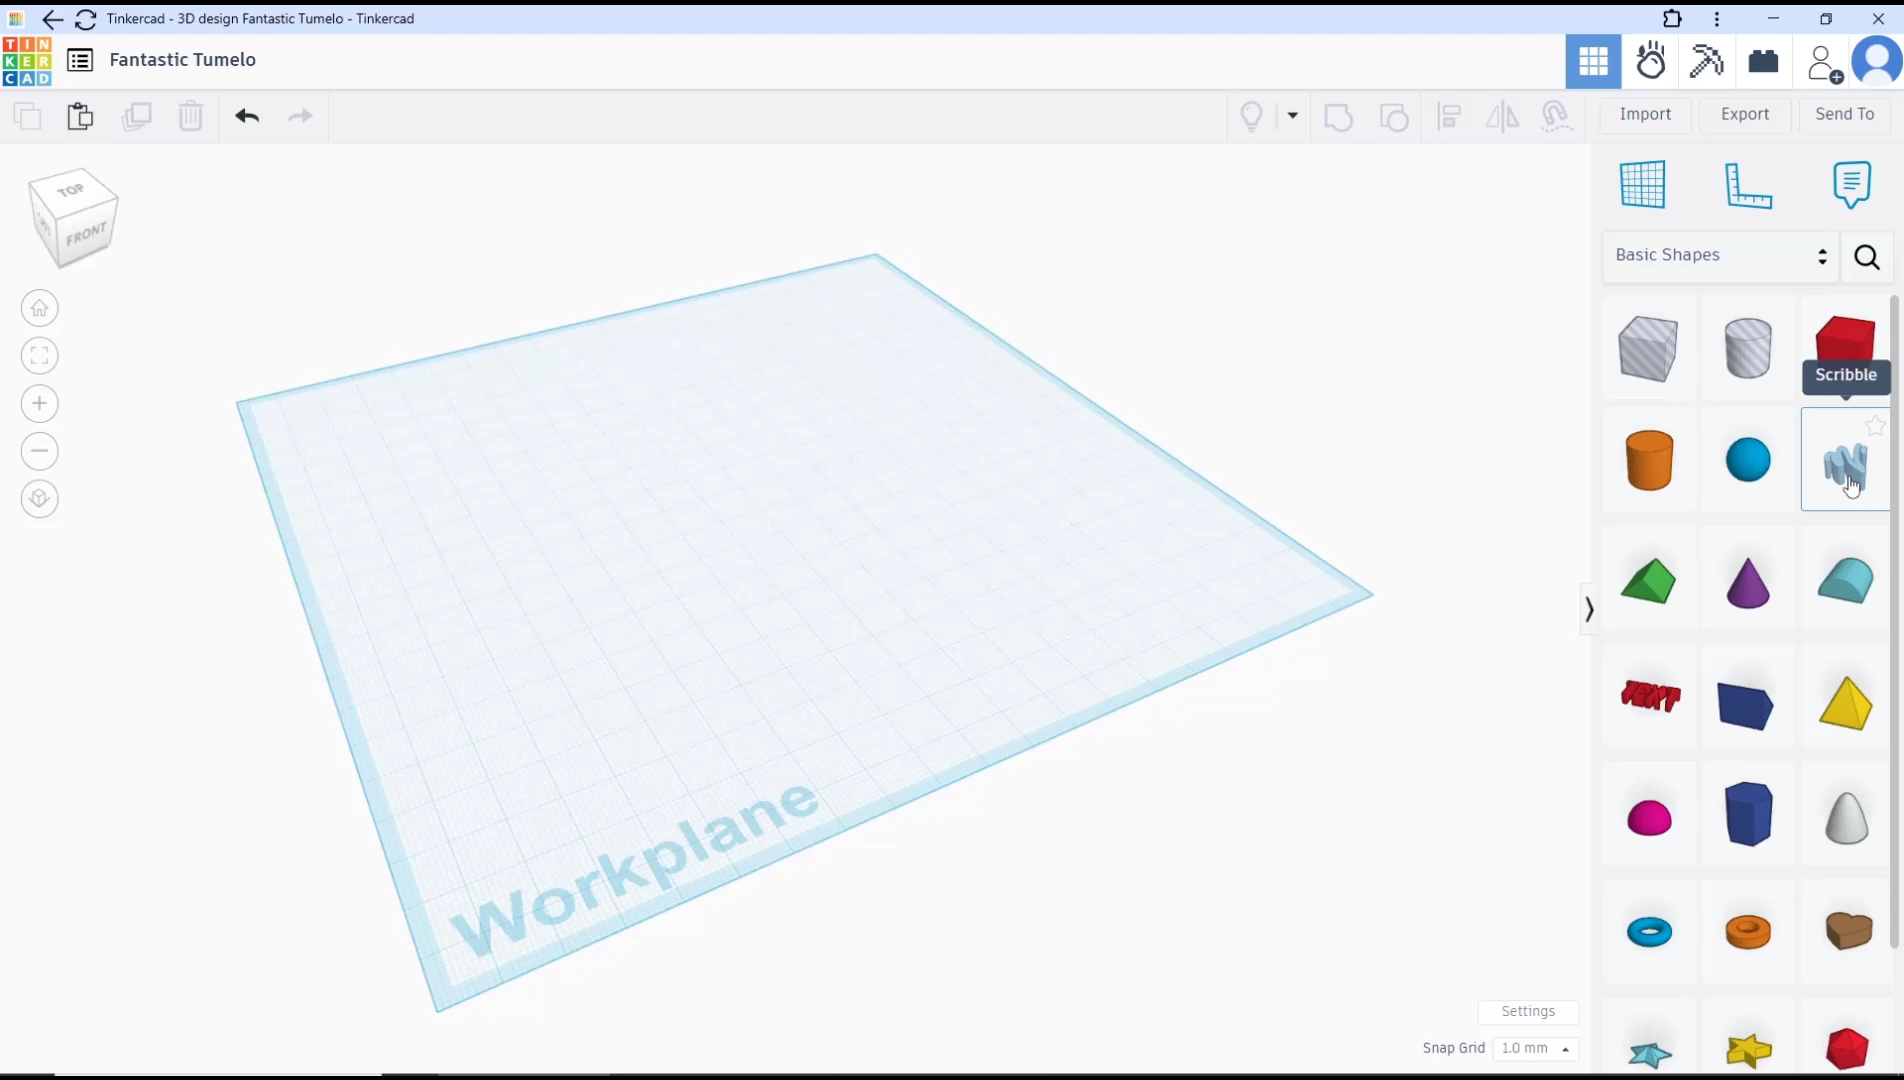 Tinkercad - 3D design Fantastic Tumelo - Tinkercad
TIN
KER
CAD
Fantastic Tumelo
Import
Export
Send To
TOP
FRONT
Basic Shapes
Scribble
TEXT
Workplane
Settings
Snap Grid 1.0 mm